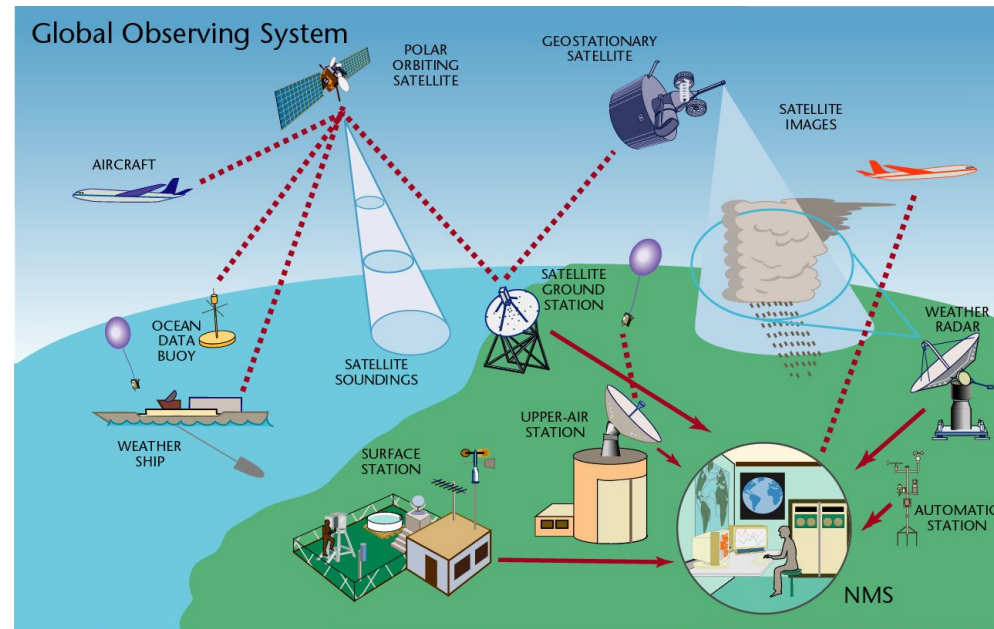 Global Observing System
POLAR
ORBITING
SATELLITE
GEOSTATIONARY
SATELLITE
SATELLITE
IMAGES
AIRCRAFT
OCEAN
DATA
BUOY
SATELLITE
SOUNDINGS
SATELLITE
GROUND
STATION
WEATHER
RADAR
WEATHER
SHIP
SURFACE
STATION
UPPER-AIR
STATION
AUTOMATIC
STATION
NMS